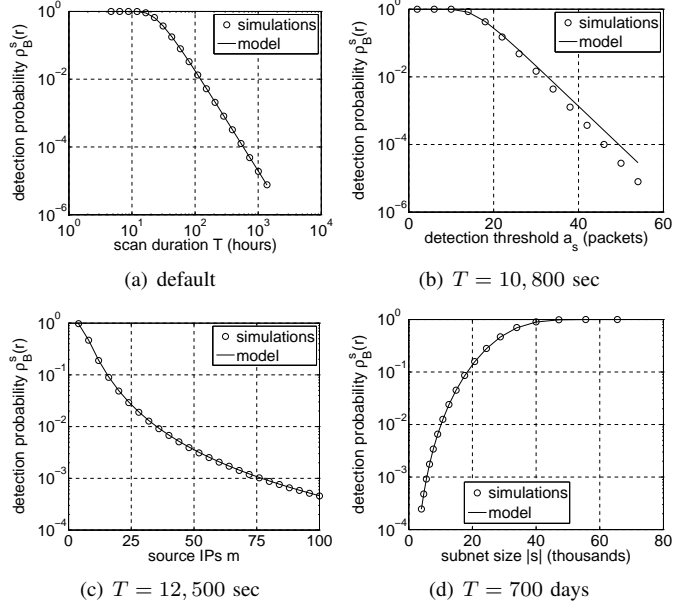 detection probability ρ_B^s(r)
10^0
10^−2
10^−4
10^−6
simulations
model
10^0 10^1 10^2 10^3 10^4
scan duration T (hours)
(a) default
detection probability ρ_B^s(r)
10^0
10^−2
10^−4
10^−6
simulations
model
0 20 40 60
detection threshold a_s (packets)
(b) T = 10, 800 sec
detection probability ρ_B^s(r)
10^0
10^−1
10^−2
10^−3
10^−4
simulations
model
0 25 50 75 100
source IPs m
(c) T = 12, 500 sec
detection probability ρ_B^s(r)
10^0
10^−1
10^−2
10^−3
10^−4
simulations
model
0 20 40 60 80
subnet size |s| (thousands)
(d) T = 700 days